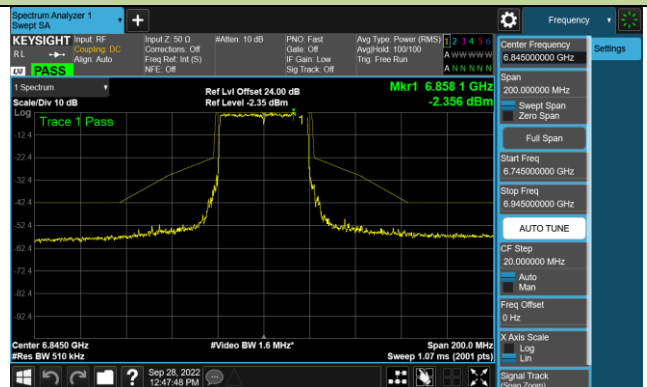 Spectrum Analyzer 1
Swept SA
Frequency
KEYSIGHT
RL
LXI
PASS
Input: RF
Coupling: DC
Align: Auto
Input Z: 50 Ω
Corrections: Off
Freq Ref: Int (S)
NFE: Off
#Atten: 10 dB
PNO: Fast
Gate: Off
IF Gain: Low
Sig Track: Off
Avg Type: Power (RMS)
Avg|Hold: 100/100
Trig: Free Run
1 2 3 4 5 6
A W W W W W
A N N N N N
1 Spectrum
Scale/Div 10 dB
Ref Lvl Offset 24.00 dB
Ref Level -2.35 dBm
Mkr1 6.858 1 GHz
-2.356 dBm
Log
Trace 1 Pass
1
-12.4
-22.4
-32.4
-42.4
-52.4
-62.4
-72.4
-82.4
-92.4
Center 6.8450 GHz
#Res BW 510 kHz
#Video BW 1.6 MHz*
Span 200.0 MHz
Sweep 1.07 ms (2001 pts)
Sep 28, 2022
12:47:48 PM
Center Frequency
6.845000000 GHz
Settings
Span
200.000000 MHz
Swept Span
Zero Span
Full Span
Start Freq
6.745000000 GHz
Stop Freq
6.945000000 GHz
AUTO TUNE
CF Step
20.000000 MHz
Auto
Man
Freq Offset
0 Hz
X Axis Scale
Log
Lin
Signal Track
(Span Zoom)